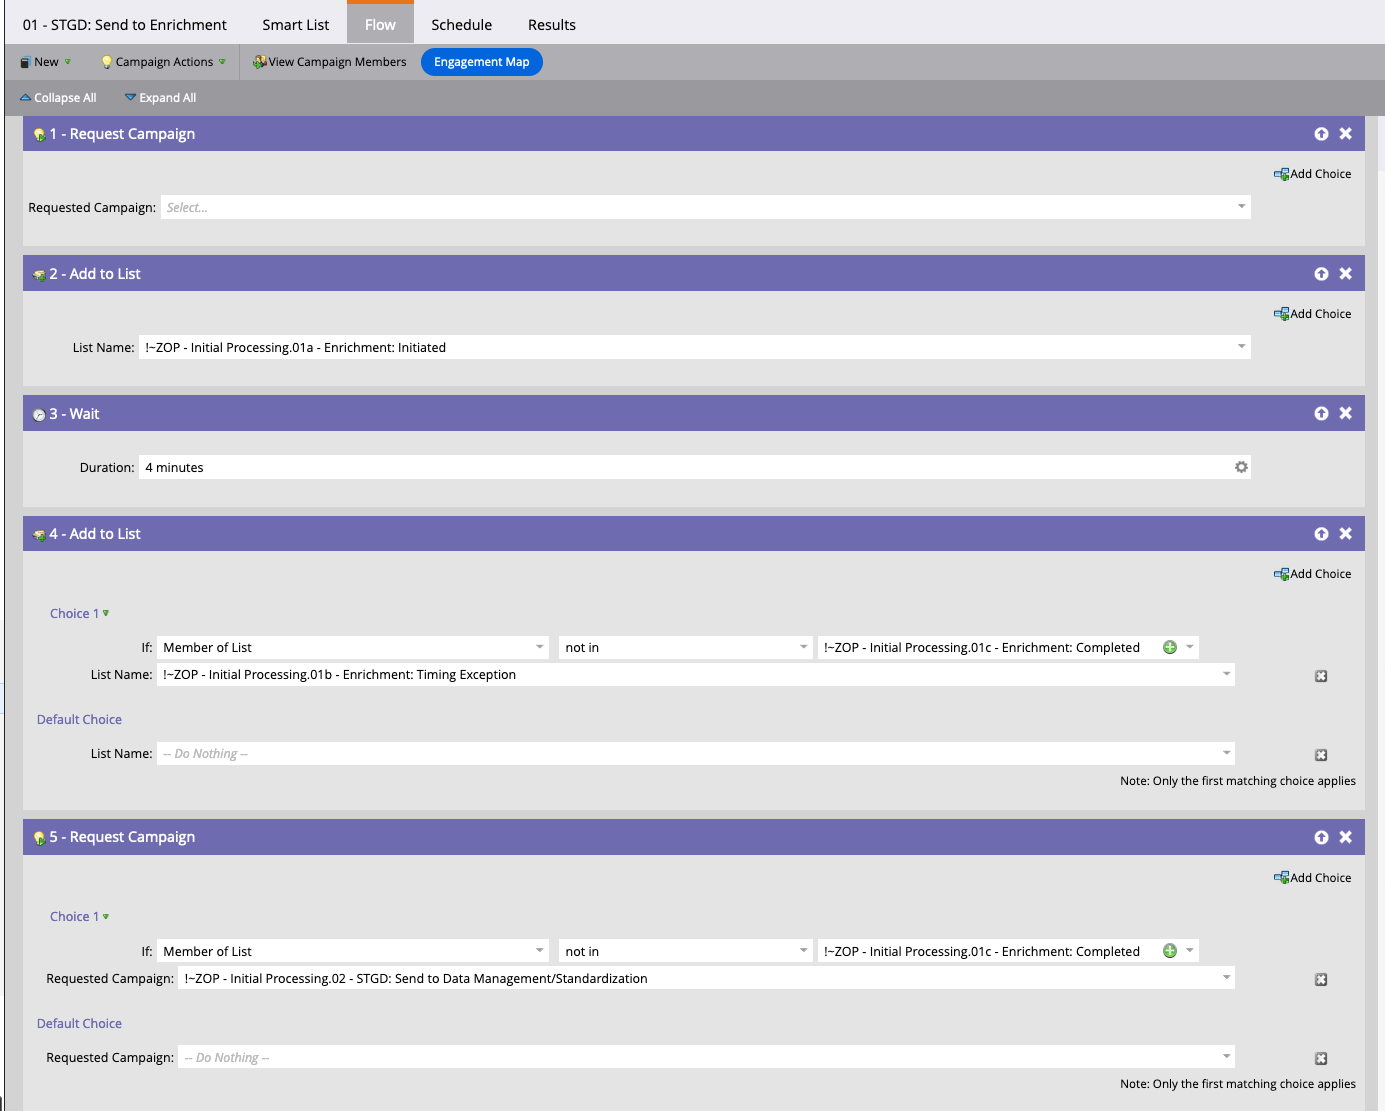 01 - STGD: Send to Enrichment Smart List Flow Schedule Results
New Campaign Actions View Campaign Members Engagement Map
Collapse All Expand All
1 - Request Campaign
Add Choice
Requested Campaign: Select...
2 - Add to List
Add Choice
List Name: !~ZOP - Initial Processing.01a - Enrichment: Initiated
3 - Wait
Duration: 4 minutes
4 - Add to List
Add Choice
Choice 1
If: Member of List not in !~ZOP - Initial Processing.01c - Enrichment: Completed
List Name: !~ZOP - Initial Processing.01b - Enrichment: Timing Exception
Default Choice
List Name: -- Do Nothing --
Note: Only the first matching choice applies
5 - Request Campaign
Add Choice
Choice 1
If: Member of List not in !~ZOP - Initial Processing.01c - Enrichment: Completed
Requested Campaign: !~ZOP - Initial Processing.02 - STGD: Send to Data Management/Standardization
Default Choice
Requested Campaign: -- Do Nothing --
Note: Only the first matching choice applies